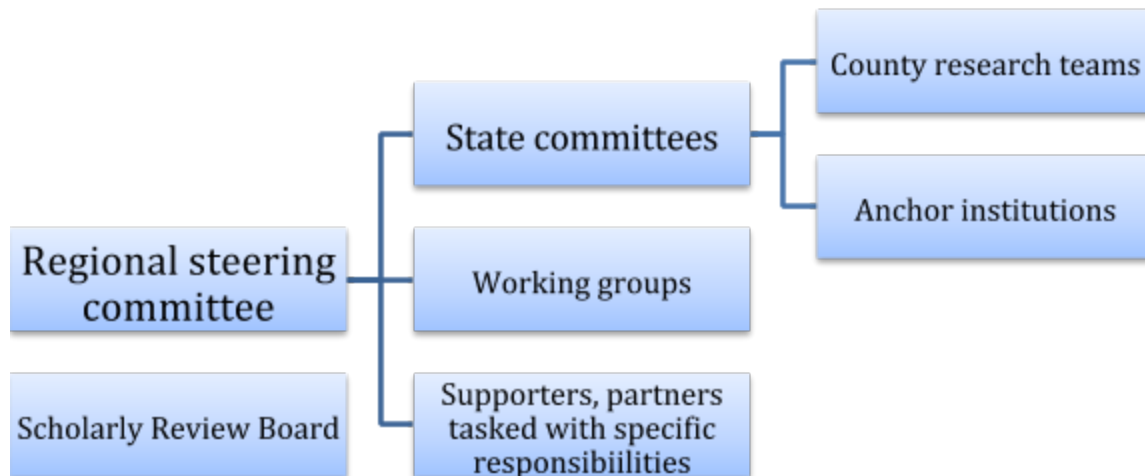 County research teams
State committees
Anchor institutions
Regional steering
committee
Working groups
Scholarly Review Board
Supporters, partners
tasked with specific
responsibiilities